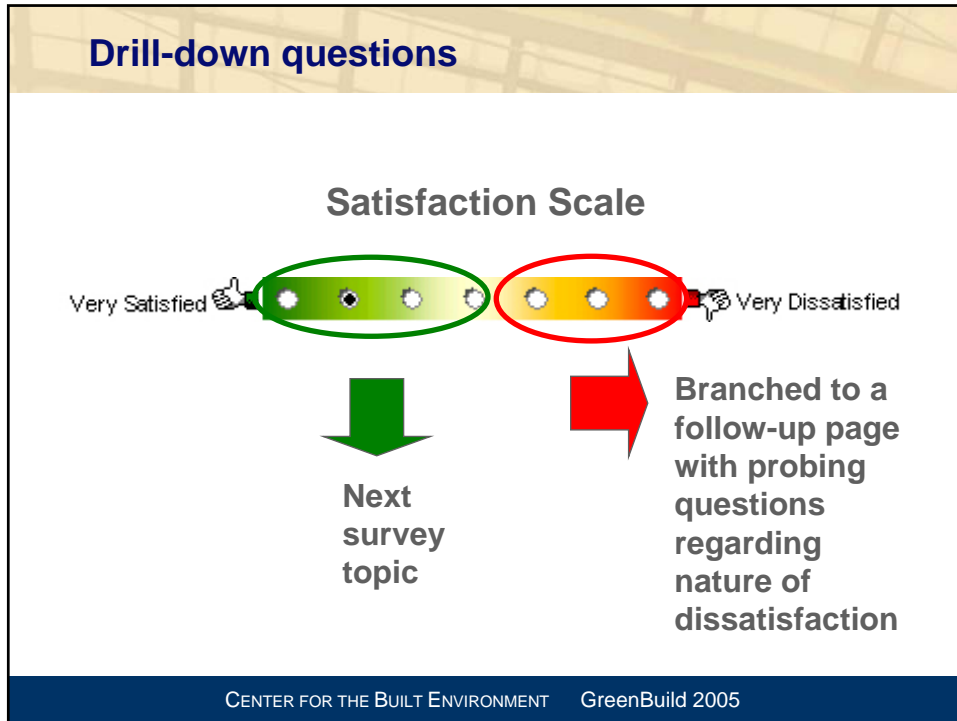 Drill-down questions
Satisfaction Scale
Very Satisfied
Very Dissatisfied
Next
survey
topic
Branched to a
follow-up page
with probing
questions
regarding
nature of
dissatisfaction
CENTER FOR THE BUILT ENVIRONMENT GreenBuild 2005